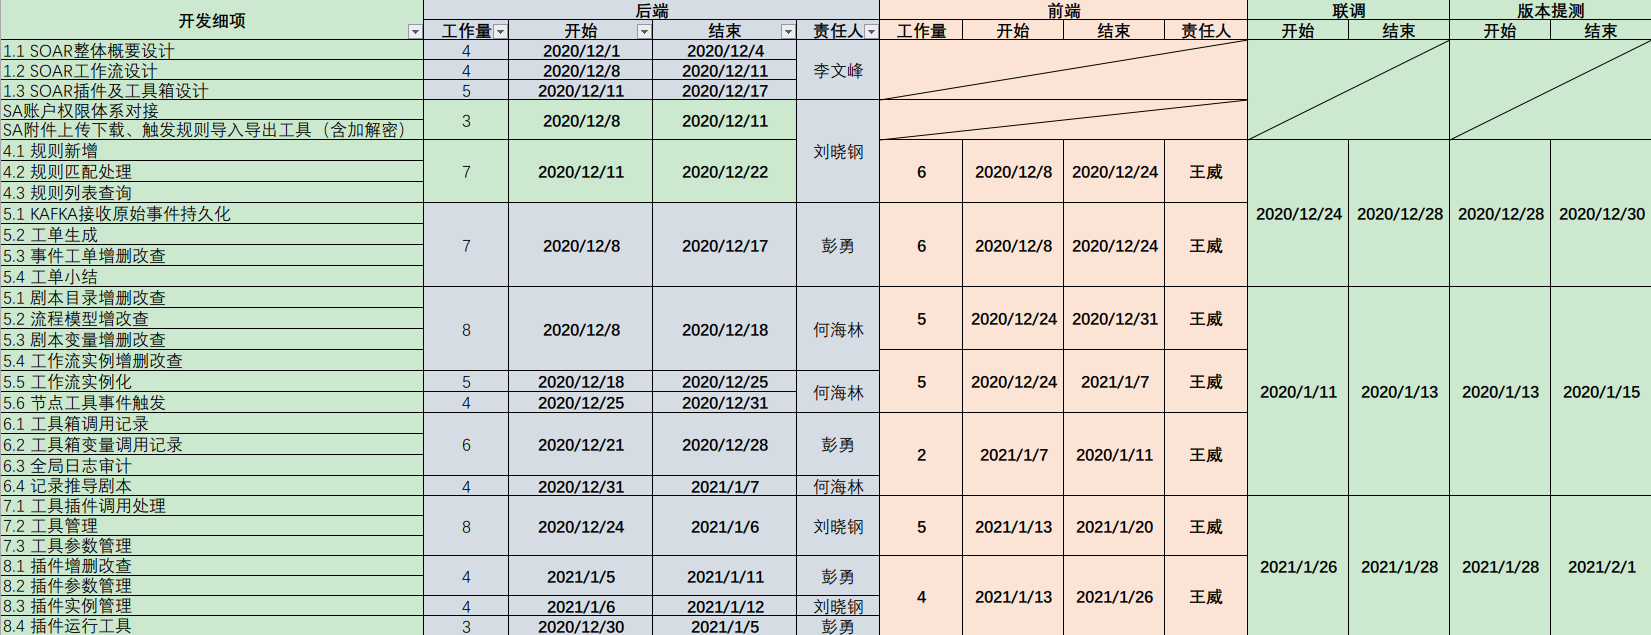 开发细项 后端 前端 联调 版本提测
工作量 开始 结束 责任人 工作量 开始 结束 责任人 开始 结束 开始 结束
1.1 SOAR整体概要设计 4 2020/12/1 2020/12/4 李文峰
1.2 SOAR工作流设计 4 2020/12/8 2020/12/11
1.3 SOAR插件及工具箱设计 5 2020/12/11 2020/12/17
SA账户权限体系对接 3 2020/12/8 2020/12/11 刘晓钢
SA附件上传下载、触发规则导入导出工具（含加解密）
4.1 规则新增 7 2020/12/11 2020/12/22 6 2020/12/8 2020/12/24 王威 2020/12/24 2020/12/28 2020/12/28 2020/12/30
4.2 规则匹配处理
4.3 规则列表查询
5.1 KAFKA接收原始事件持久化 7 2020/12/8 2020/12/17 彭勇 6 2020/12/8 2020/12/24 王威
5.2 工单生成
5.3 事件工单增删改查
5.4 工单小结
5.1 剧本目录增删改查 8 2020/12/8 2020/12/18 何海林 5 2020/12/24 2020/12/31 王威 2020/1/11 2020/1/13 2020/1/13 2020/1/15
5.2 流程模型增改查
5.3 剧本变量增删改查
5.4 工作流实例增删改查 5 2020/12/24 2021/1/7 王威
5.5 工作流实例化 5 2020/12/18 2020/12/25 何海林
5.6 节点工具事件触发 4 2020/12/25 2020/12/31
6.1 工具箱调用记录 6 2020/12/21 2020/12/28 彭勇 2 2021/1/7 2020/1/11 王威
6.2 工具箱变量调用记录
6.3 全局日志审计
6.4 记录推导剧本 4 2020/12/31 2021/1/7 何海林
7.1 工具插件调用处理 8 2020/12/24 2021/1/6 刘晓钢 5 2021/1/13 2021/1/20 王威 2021/1/26 2021/1/28 2021/1/28 2021/2/1
7.2 工具管理
7.3 工具参数管理
8.1 插件增删改查 4 2021/1/5 2021/1/11 彭勇 4 2021/1/13 2021/1/26 王威
8.2 插件参数管理
8.3 插件实例管理 4 2021/1/6 2021/1/12 刘晓钢
8.4 插件运行工具 3 2020/12/30 2021/1/5 彭勇